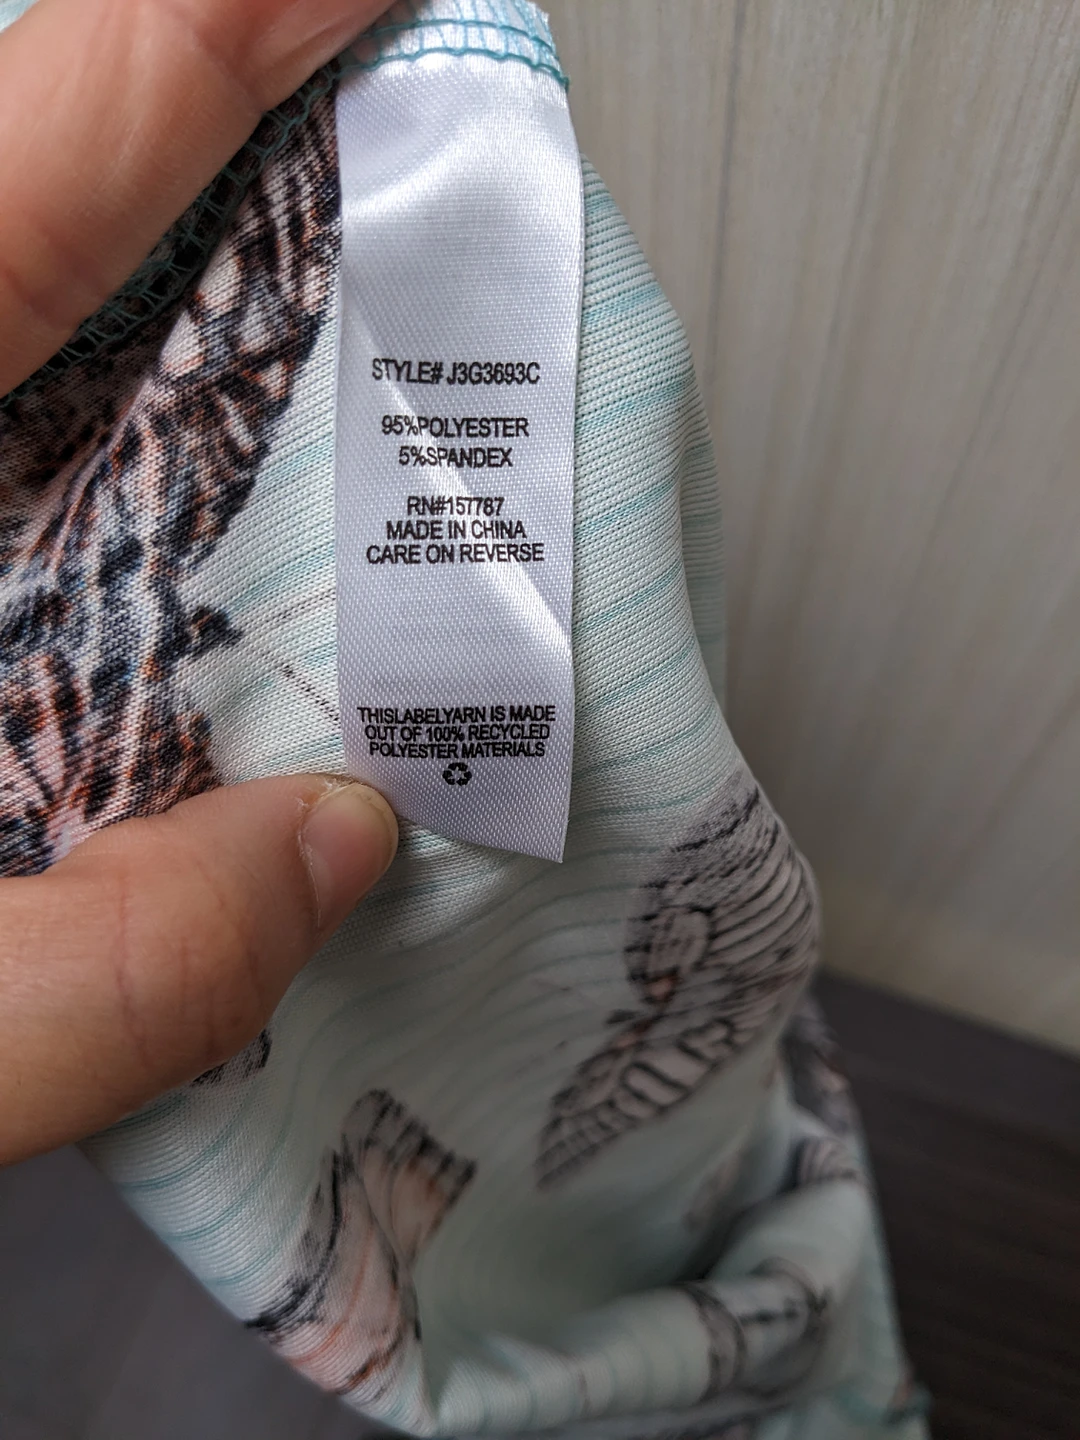 STYLE# J3G3693C
95%POLYESTER
5%SPANDEX
RN#157787
MADE IN CHINA
CARE ON REVERSE
THISLABELYARN IS MADE
OUT OF 100% RECYCLED
POLYESTER MATERIALS